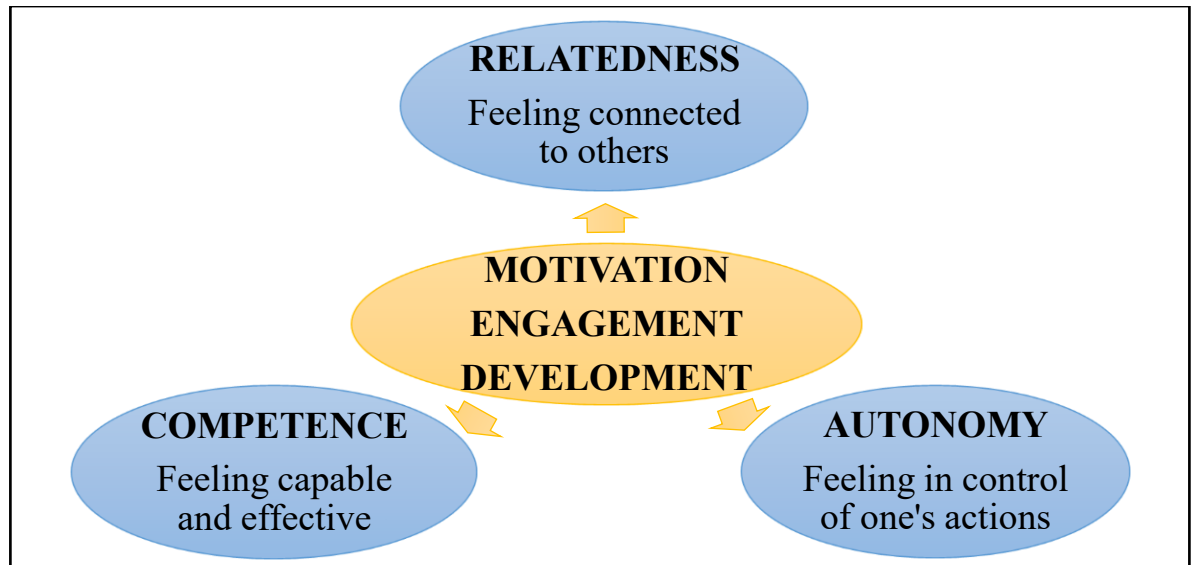 RELATEDNESS
Feeling connected
to others
MOTIVATION
ENGAGEMENT
DEVELOPMENT
COMPETENCE
Feeling capable
and effective
AUTONOMY
Feeling in control
of one's actions